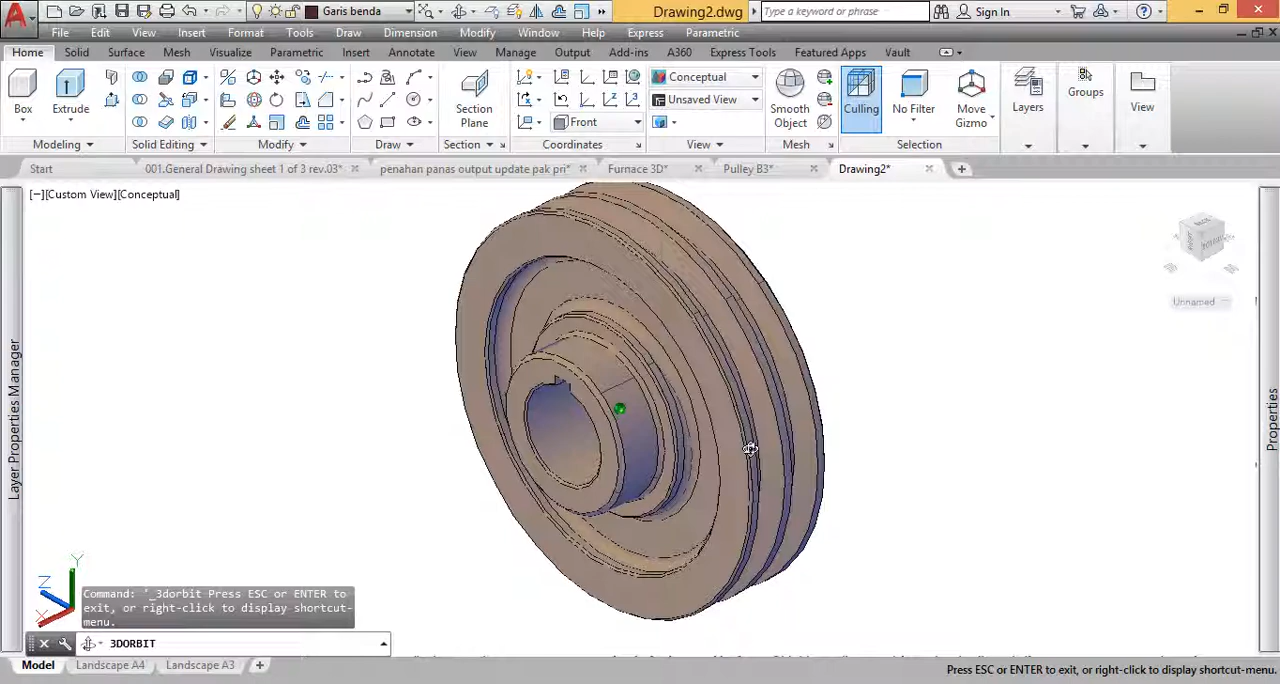 Garis benda
Drawing2.dwg
Type a keyword or phrase
Sign In
File Edit View Insert Format Tools Draw Dimension Modify Window Help Express Parametric
Home Solid Surface Mesh Visualize Parametric Insert Annotate View Manage Output Add-ins A360 Express Tools Featured Apps Vault
Box
Extrude
Section
Plane
Front
Conceptual
Unsaved View
Smooth
Object
Culling
No Filter
Move
Gizmo
Layers
Groups
View
Modeling Solid Editing Modify Draw Section Coordinates View Mesh Selection
Start 001.General Drawing sheet 1 of 3 rev.03* penahan panas output update pak pri* Furnace 3D* Pulley B3* Drawing2*
[−][Custom View][Conceptual]
Unnamed
Layer Properties Manager
Properties
Y
Z
X
Command: '_3dorbit Press ESC or ENTER to
exit, or right-click to display shortcut-
menu.
3DORBIT
Model Landscape A4 Landscape A3
Press ESC or ENTER to exit, or right-click to display shortcut-menu.